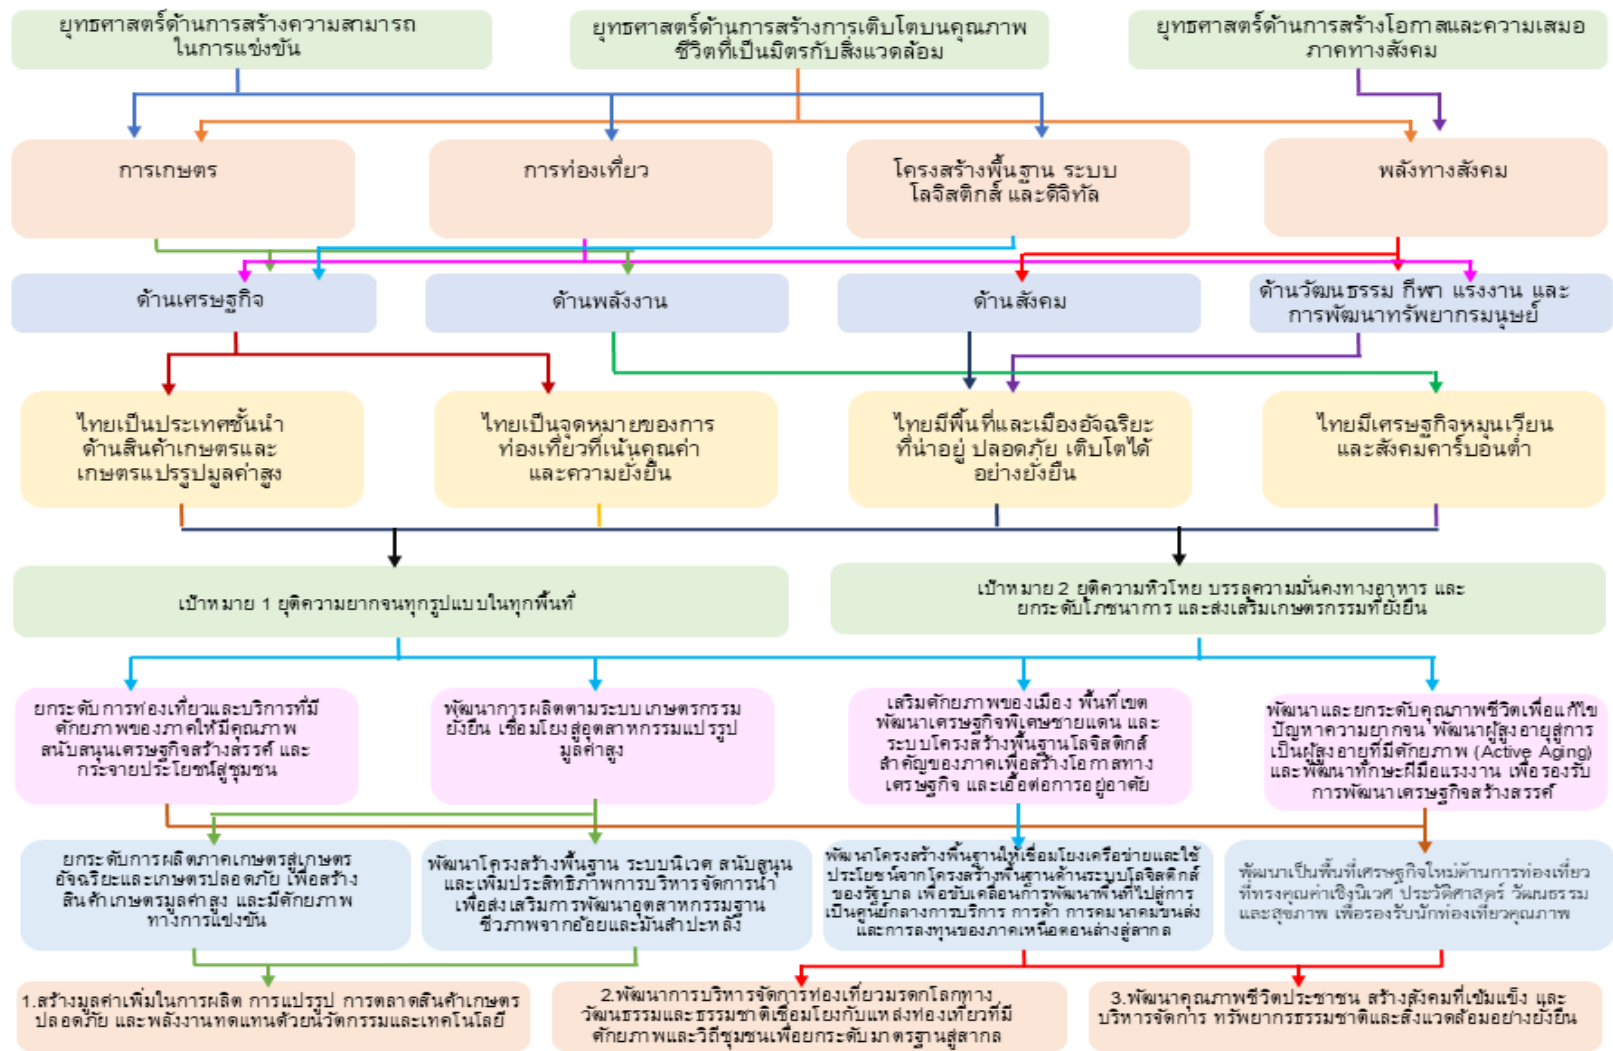 ยุทธศาสตร์ด้านการสร้างความสามารถ
ในการแข่งขัน
ยุทธศาสตร์ด้านการสร้างการเติบโตบนคุณภาพ
ชีวิตที่เป็นมิตรกับสิ่งแวดล้อม
ยุทธศาสตร์ด้านการสร้างโอกาสและความเสมอ
ภาคทางสังคม
การเกษตร
การท่องเที่ยว
โครงสร้างพื้นฐาน ระบบ
โลจิสติกส์ และดิจิทัล
พลังทางสังคม
ด้านเศรษฐกิจ
ด้านพลังงาน
ด้านสังคม
ด้านวัฒนธรรม กีฬา แรงงาน และ
การพัฒนาทรัพยากรมนุษย์
ไทยเป็นประเทศชั้นนำ
ด้านสินค้าเกษตรและ
เกษตรแปรรูปมูลค่าสูง
ไทยเป็นจุดหมายของการ
ท่องเที่ยวที่เน้นคุณค่า
และความยั่งยืน
ไทยมีพื้นที่และเมืองอัจฉริยะ
ที่น่าอยู่ ปลอดภัย เติบโตได้
อย่างยั่งยืน
ไทยมีเศรษฐกิจหมุนเวียน
และสังคมคาร์บอนต่ำ
เป้าหมาย 1 ยุติความยากจนทุกรูปแบบในทุกพื้นที่
เป้าหมาย 2 ยุติความหิวโหย บรรลุความมั่นคงทางอาหาร และ
ยกระดับโภชนาการ และส่งเสริมเกษตรกรรมที่ยั่งยืน
ยกระดับการท่องเที่ยวและบริการที่มี
ศักยภาพของภาคให้มีคุณภาพ
สนับสนุนเศรษฐกิจสร้างสรรค์ และ
กระจายประโยชน์สู่ชุมชน
พัฒนาการผลิตตามระบบเกษตรกรรม
ยั่งยืน เชื่อมโยงสู่อุตสาหกรรมแปรรูป
มูลค่าสูง
เสริมศักยภาพของเมือง พื้นที่เขต
พัฒนาเศรษฐกิจพิเศษชายแดน และ
ระบบโครงสร้างพื้นฐานโลจิสติกส์
สำคัญของภาคเพื่อสร้างโอกาสทาง
เศรษฐกิจ และเอื้อต่อการอยู่อาศัย
พัฒนาและยกระดับคุณภาพชีวิตเพื่อแก้ไข
ปัญหาความยากจน พัฒนาผู้สูงอายุสู่การ
เป็นผู้สูงอายุที่มีศักยภาพ (Active Aging)
และพัฒนาทักษะฝีมือแรงงาน เพื่อรองรับ
การพัฒนาเศรษฐกิจสร้างสรรค์
ยกระดับการผลิตภาคเกษตรสู่เกษตร
อัจฉริยะและเกษตรปลอดภัย เพื่อสร้าง
สินค้าเกษตรมูลค่าสูง และมีศักยภาพ
ทางการแข่งขัน
พัฒนาโครงสร้างพื้นฐาน ระบบนิเวศ สนับสนุน
และเพิ่มประสิทธิภาพการบริหารจัดการน้ำ
เพื่อส่งเสริมการพัฒนาอุตสาหกรรมฐาน
ชีวภาพจากอ้อยและมันสำปะหลัง
พัฒนาโครงสร้างพื้นฐานให้เชื่อมโยงเครือข่ายและใช้
ประโยชน์จากโครงสร้างพื้นฐานด้านระบบโลจิสติกส์
ของรัฐบาล เพื่อขับเคลื่อนการพัฒนาพื้นที่ไปสู่การ
เป็นศูนย์กลางการบริการ การค้า การคมนาคมขนส่ง
และการลงทุนของภาคเหนือตอนล่างสู่สากล
พัฒนาเป็นพื้นที่เศรษฐกิจใหม่ด้านการท่องเที่ยว
ที่ทรงคุณค่าเชิงนิเวศ ประวัติศาสตร์ วัฒนธรรม
และสุขภาพ เพื่อรองรับนักท่องเที่ยวคุณภาพ
1.สร้างมูลค่าเพิ่มในการผลิต การแปรรูป การตลาดสินค้าเกษตร
ปลอดภัย และพลังงานทดแทนด้วยนวัตกรรมและเทคโนโลยี
2.พัฒนาการบริหารจัดการท่องเที่ยวมรดกโลกทาง
วัฒนธรรมและธรรมชาติเชื่อมโยงกับแหล่งท่องเที่ยวที่มี
ศักยภาพและวิถีชุมชนเพื่อยกระดับมาตรฐานสู่สากล
3.พัฒนาคุณภาพชีวิตประชาชน สร้างสังคมที่เข้มแข็ง และ
บริหารจัดการ ทรัพยากรธรรมชาติและสิ่งแวดล้อมอย่างยั่งยืน